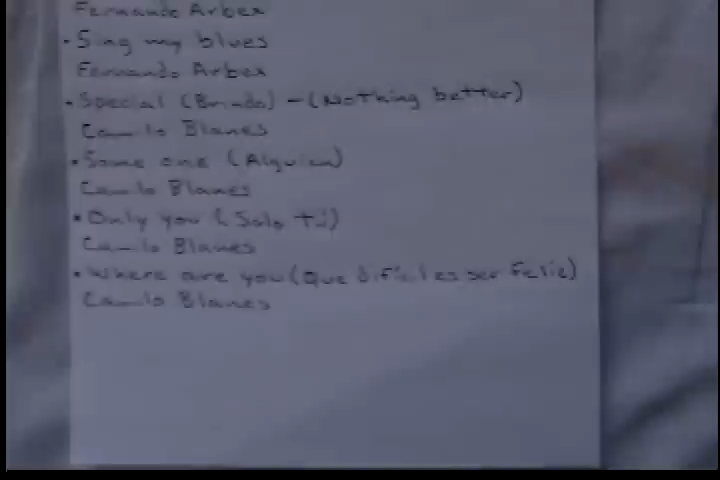 Fernando Arbex
• Sing my blues
Fernando Arbex
• Special (Brindo) - (Nothing better)
Camilo Blanes
• Some one (Alguien)
Camilo Blanes
• Only you (Solo tú)
Camilo Blanes
• Where are you (Que dificil es ser Feliz)
Camilo Blanes